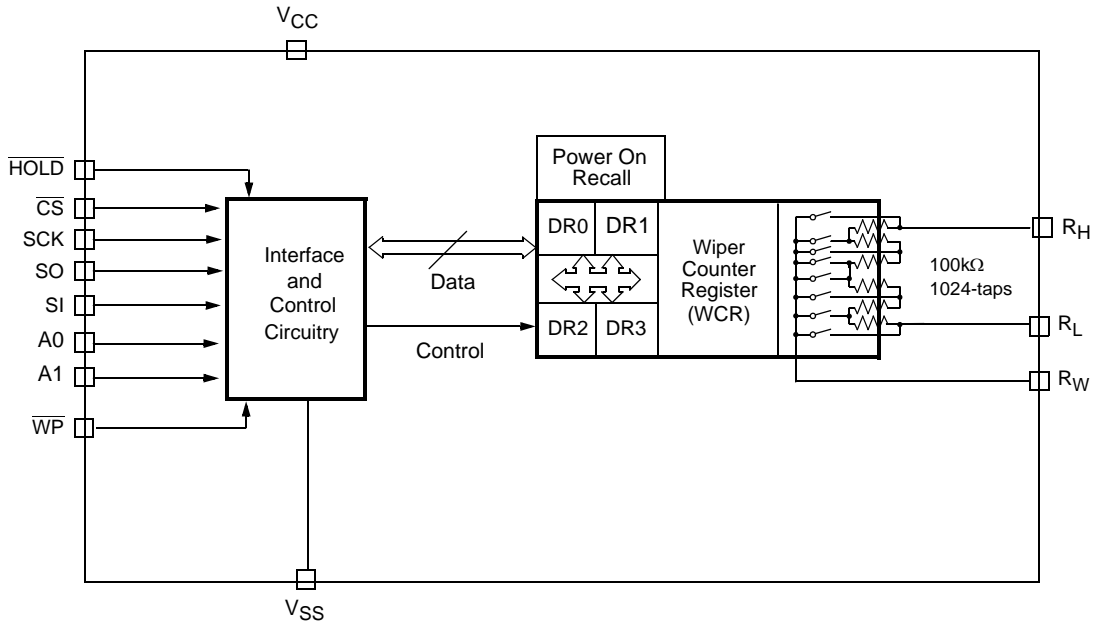 VCC
HOLD
CS
SCK
SO
SI
A0
A1
WP
Interface
and
Control
Circuitry
Data
Control
Power On
Recall
DR0 DR1
DR2 DR3
Wiper
Counter
Register
(WCR)
100kΩ
1024-taps
RH
RL
RW
VSS